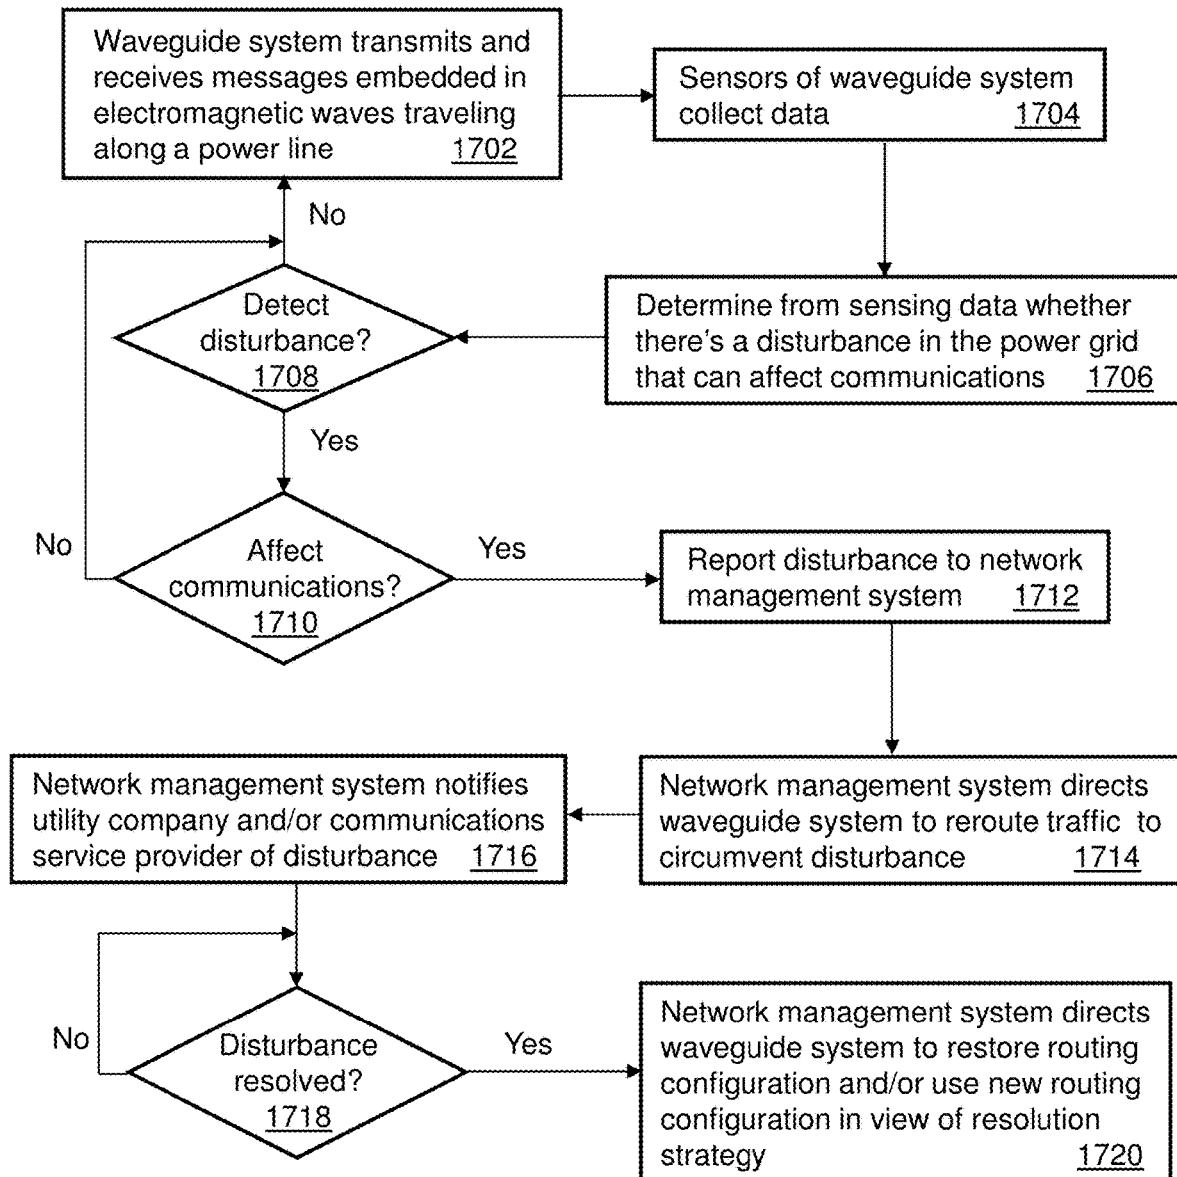 Waveguide system transmits and
receives messages embedded in
electromagnetic waves traveling
along a power line 1702
Sensors of waveguide system
collect data 1704
No
Detect
disturbance?
1708
Determine from sensing data whether
there's a disturbance in the power grid
that can affect communications 1706
Yes
No
Affect
communications?
1710
Yes
Report disturbance to network
management system 1712
Network management system notifies
utility company and/or communications
service provider of disturbance 1716
Network management system directs
waveguide system to reroute traffic to
circumvent disturbance 1714
No
Disturbance
resolved?
1718
Yes
Network management system directs
waveguide system to restore routing
configuration and/or use new routing
configuration in view of resolution
strategy 1720